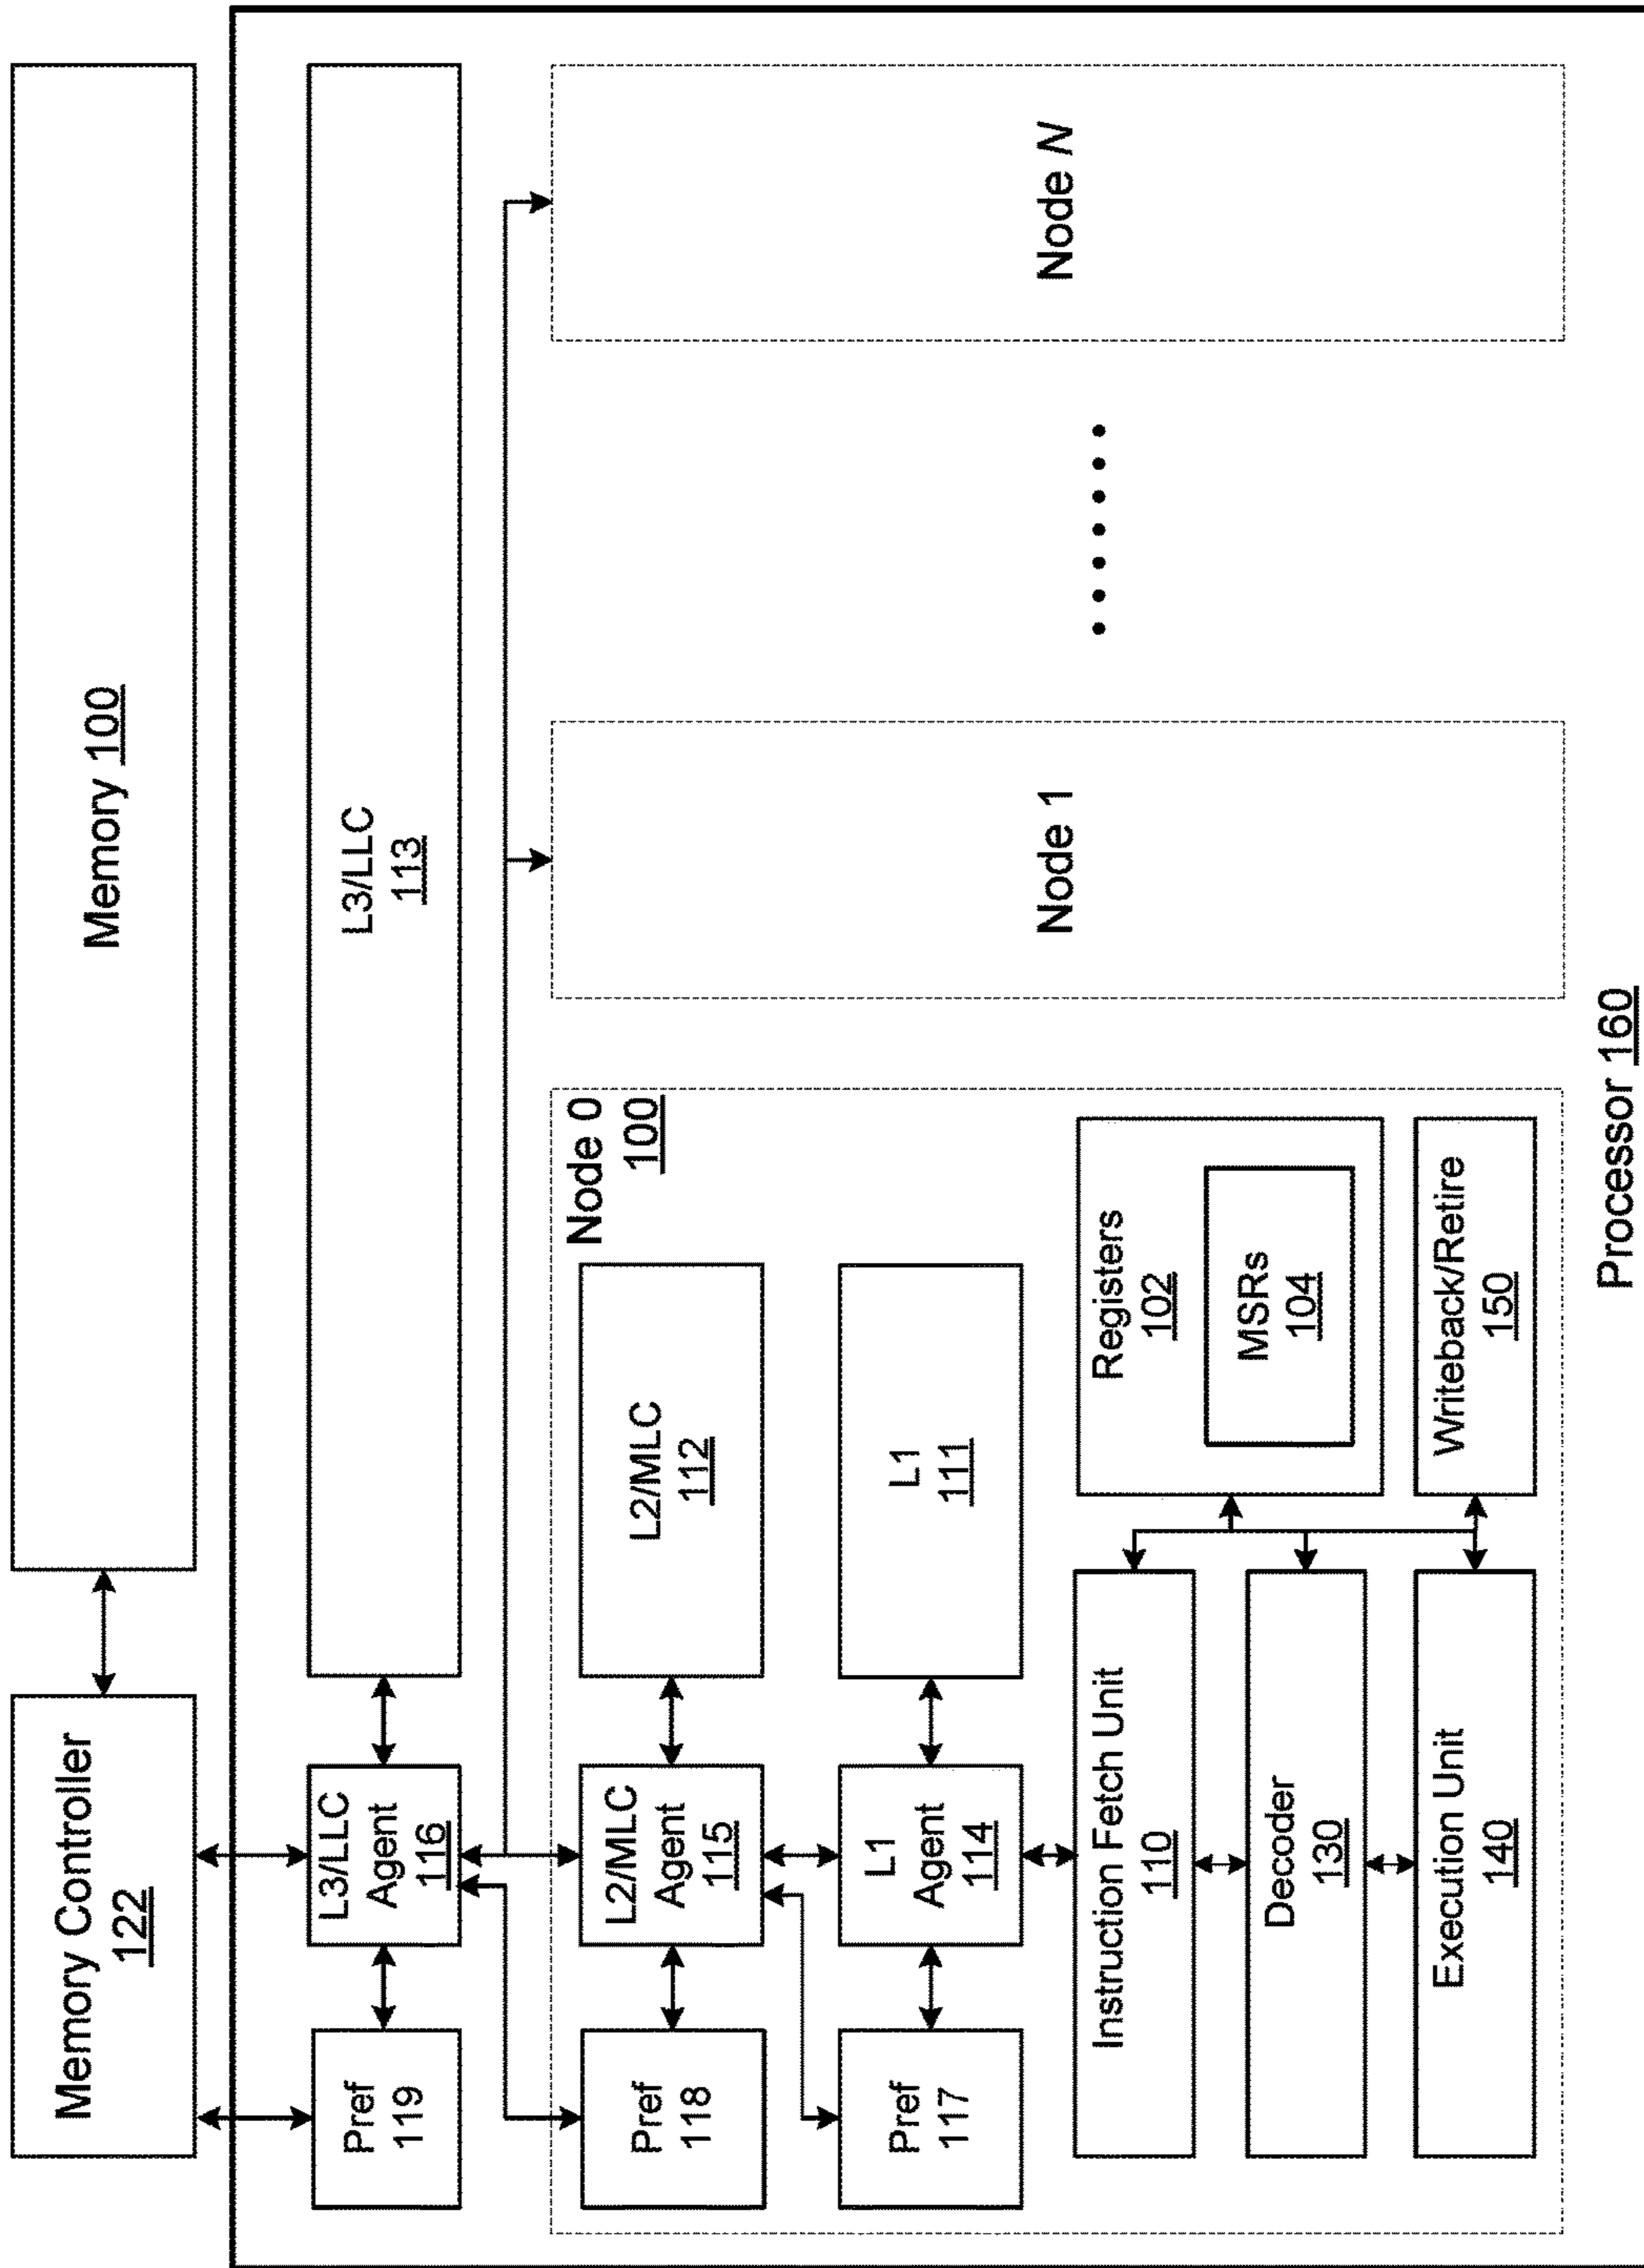 Memory Controller
122
Memory 100
Pref
119
L3/LLC
Agent
116
L3/LLC
113
Node 0
100
Pref
118
L2/MLC
Agent
115
L2/MLC
112
Pref
117
L1
Agent
114
L1
111
Instruction Fetch Unit
110
Registers
102
MSRs
104
Decoder
130
Execution Unit
140
Writeback/Retire
150
Node 1
Node N
Processor 160